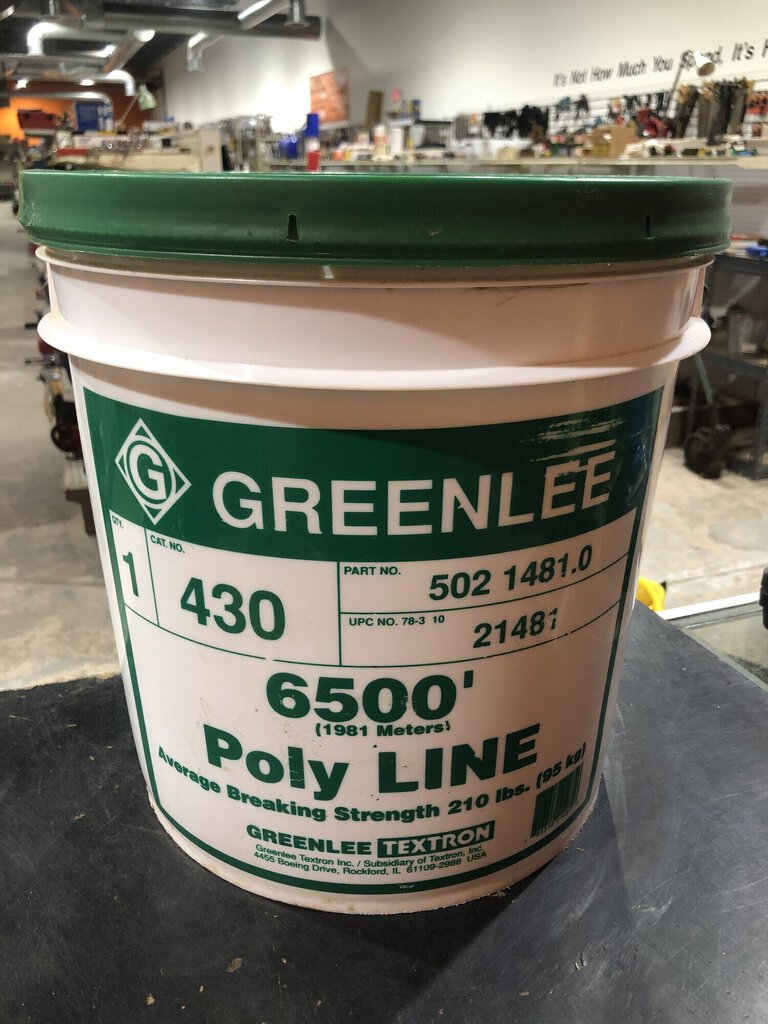 It's Not How Much You Spend, It's
G GREENLEE
QTY.
1
CAT. NO.
430
PART NO. 502 1481.0
UPC NO. 78-3 10 21481
6500'
(1981 Meters)
Poly LINE
Average Breaking Strength 210 lbs. (95 kg)
GREENLEE TEXTRON
Greenlee Textron Inc. / Subsidiary of Textron, Inc.
4455 Boeing Drive, Rockford, IL 61109-2988 USA